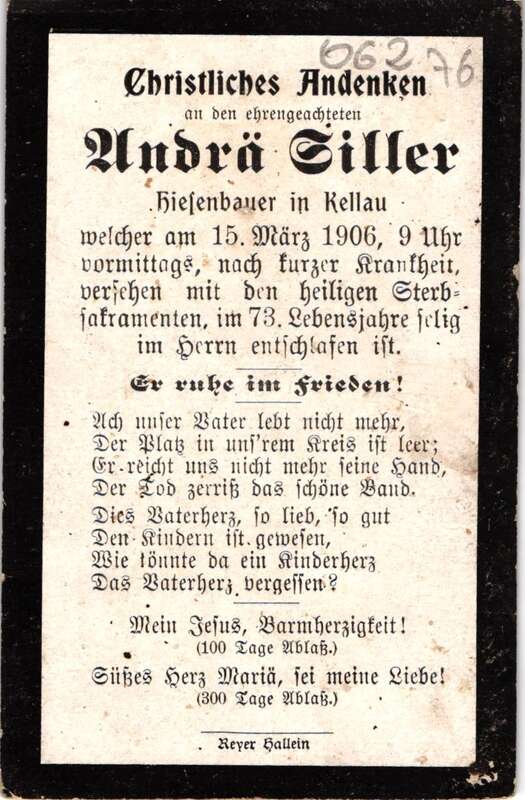 062 76
Christliches Andenken
an den ehrengeachteten
Andrä Siller
Hiesenbauer in Kellau
welcher am 15. März 1906, 9 Uhr
vormittags, nach kurzer Krankheit,
versehen mit den heiligen Sterb-
sakramenten, im 73. Lebensjahre selig
im Herrn entschlafen ist.
Er ruhe im Frieden!
Ach unser Vater lebt nicht mehr,
Der Platz in uns'rem Kreis ist leer;
Er reicht uns nicht mehr seine Hand,
Der Tod zerriß das schöne Band.
Dies Vaterherz, so lieb, so gut
Den Kindern ist gewesen,
Wie könnte da ein Kinderherz
Das Vaterherz vergessen?
Mein Jesus, Barmherzigkeit!
(100 Tage Ablaß.)
Süßes Herz Mariä, sei meine Liebe!
(300 Tage Ablaß.)
Reyer Hallein